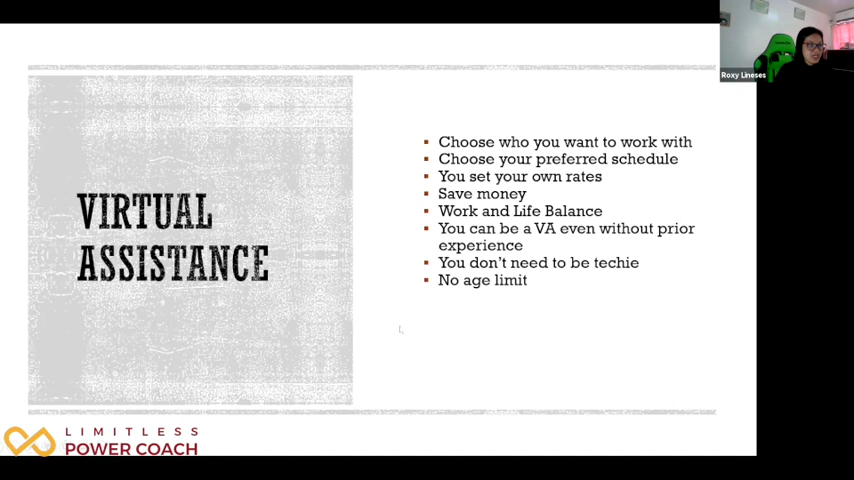 Roxy Lineses
VIRTUAL
ASSISTANCE
▪ Choose who you want to work with
▪ Choose your preferred schedule
▪ You set your own rates
▪ Save money
▪ Work and Life Balance
▪ You can be a VA even without prior
experience
▪ You don't need to be techie
▪ No age limit
LIMITLESS
POWER COACH